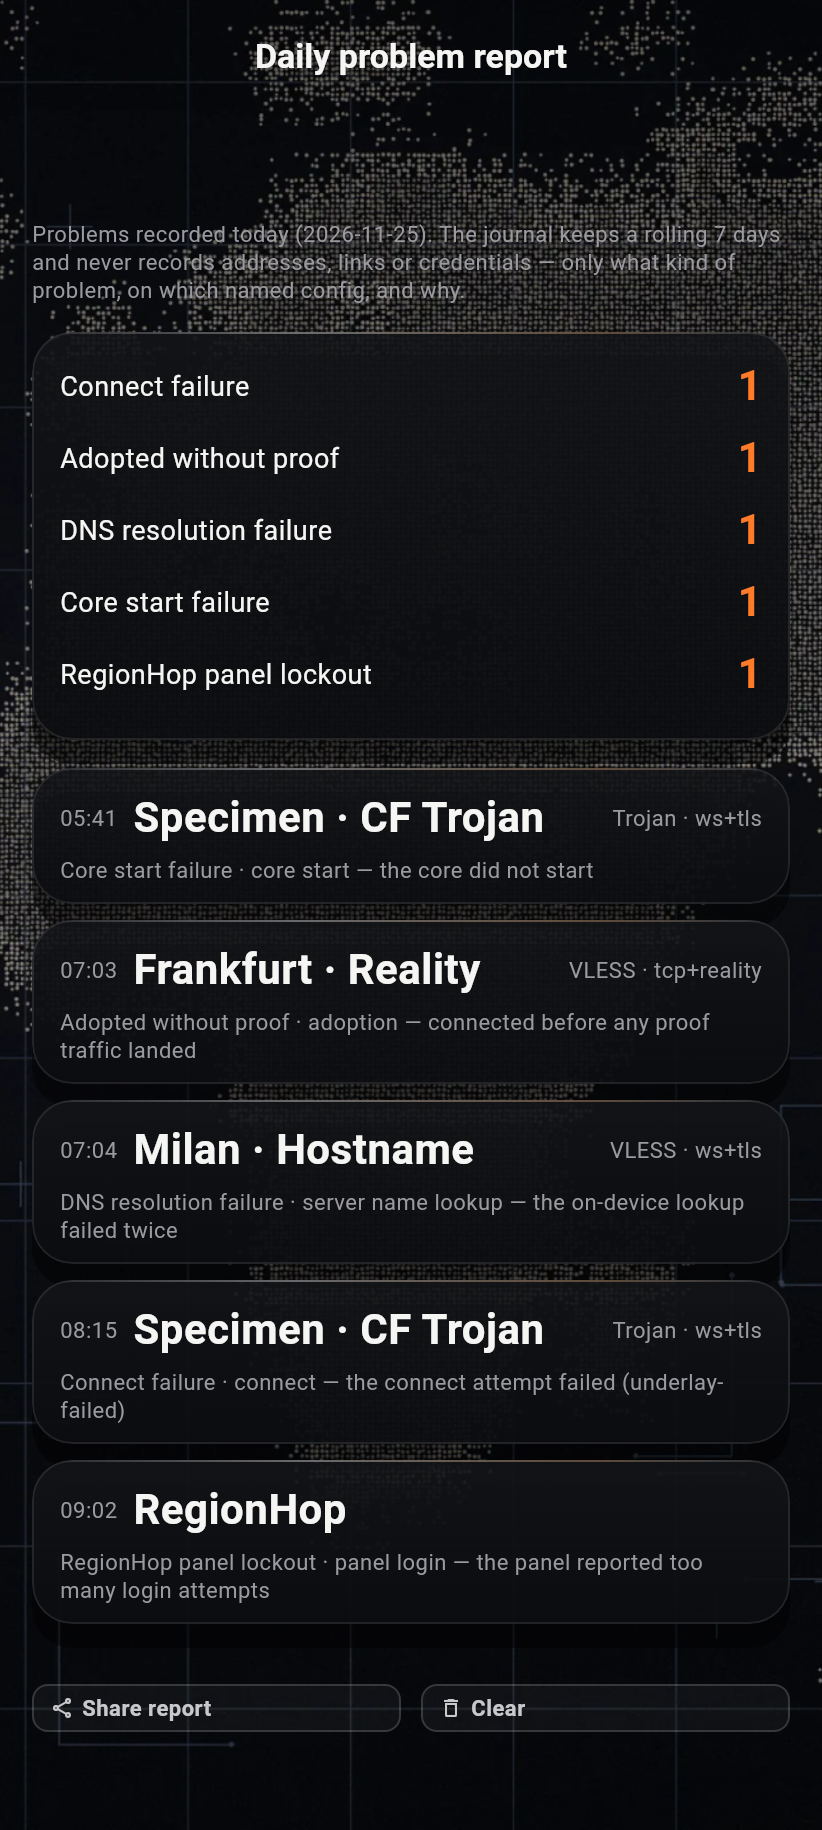 Daily problem report
Problems recorded today (2026-11-25). The journal keeps a rolling 7 days
and never records addresses, links or credentials — only what kind of
problem, on which named config, and why.
Connect failure 1
Adopted without proof 1
DNS resolution failure 1
Core start failure 1
RegionHop panel lockout 1
05:41 Specimen · CF Trojan Trojan · ws+tls
Core start failure · core start — the core did not start
07:03 Frankfurt · Reality VLESS · tcp+reality
Adopted without proof · adoption — connected before any proof
traffic landed
07:04 Milan · Hostname VLESS · ws+tls
DNS resolution failure · server name lookup — the on-device lookup
failed twice
08:15 Specimen · CF Trojan Trojan · ws+tls
Connect failure · connect — the connect attempt failed (underlay-
failed)
09:02 RegionHop
RegionHop panel lockout · panel login — the panel reported too
many login attempts
Share report Clear